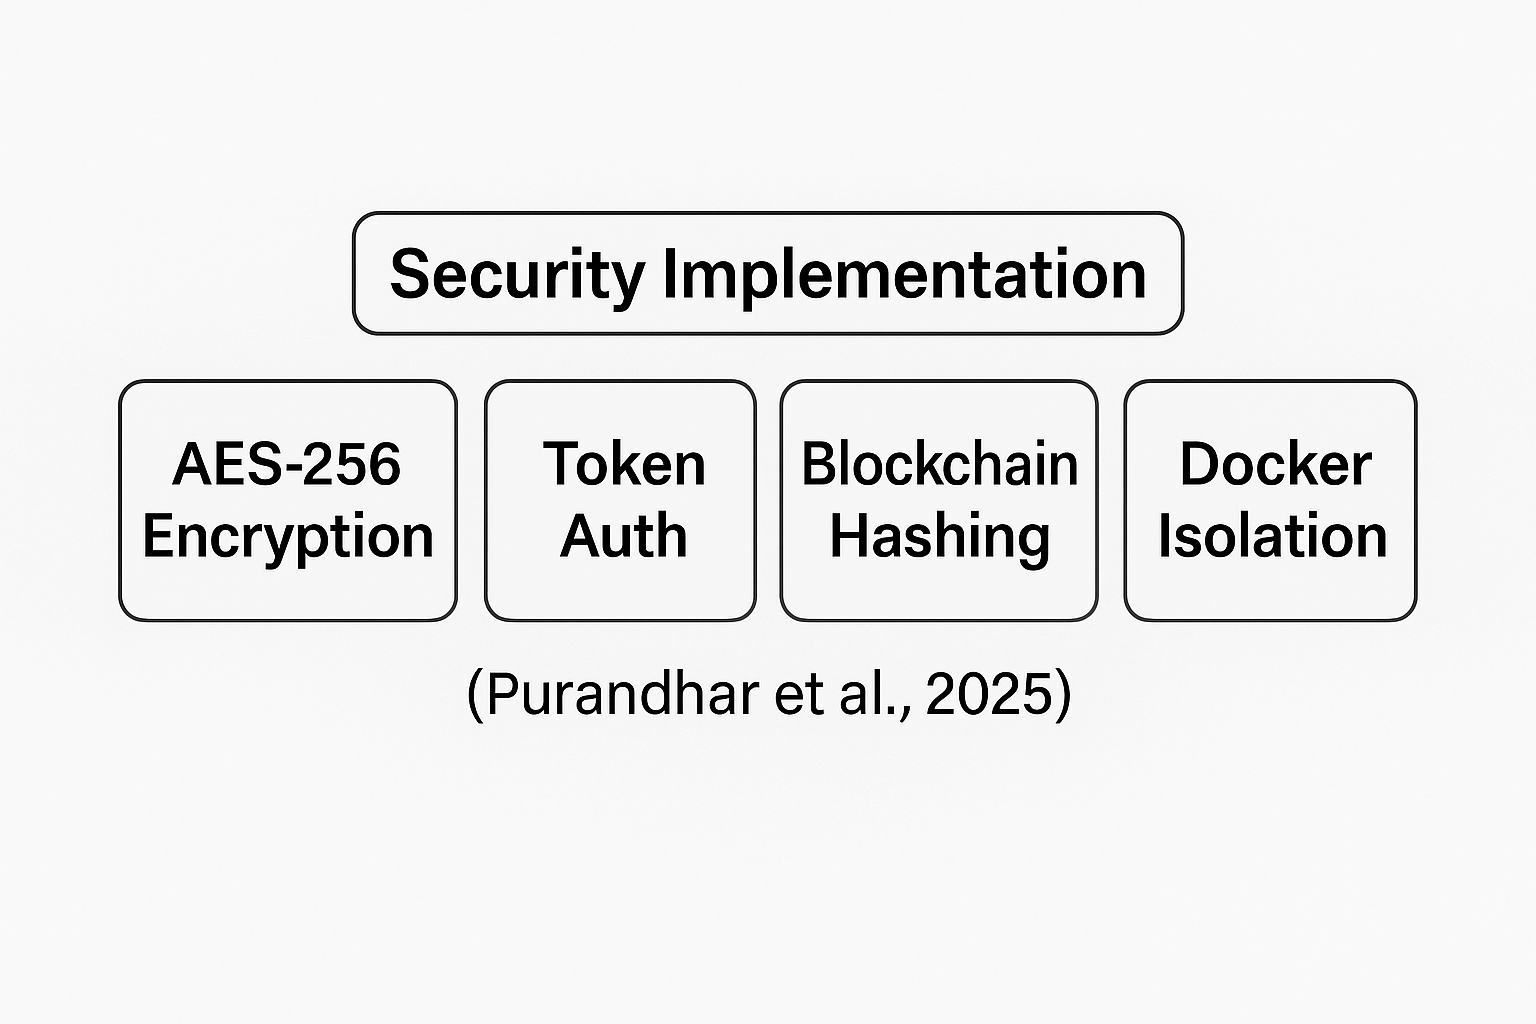 Security Implementation
AES-256
Encryption
Token
Auth
Blockchain
Hashing
Docker
Isolation
(Purandhar et al., 2025)